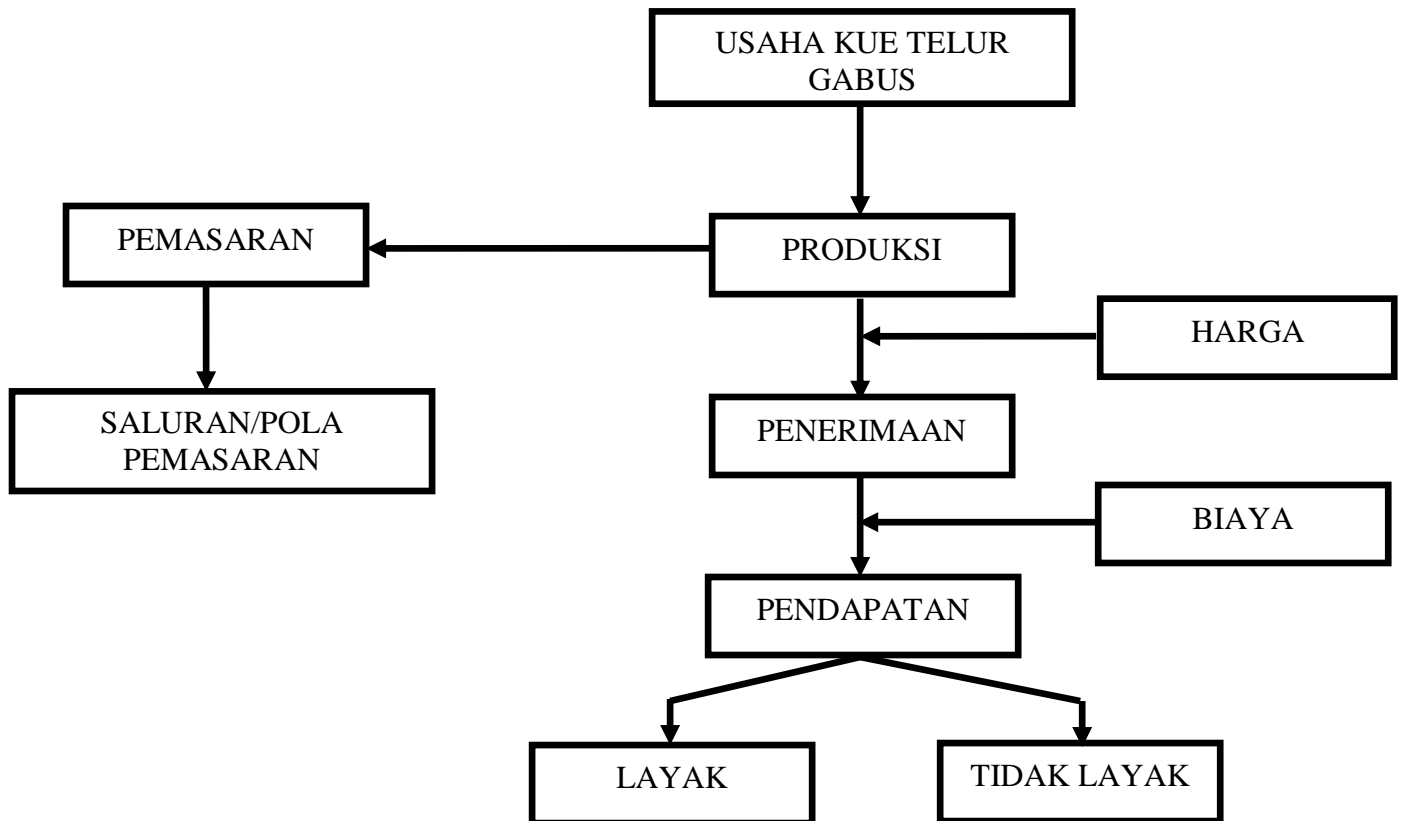 USAHA KUE TELUR
GABUS
PEMASARAN
PRODUKSI
HARGA
SALURAN/POLA
PEMASARAN
PENERIMAAN
BIAYA
PENDAPATAN
LAYAK
TIDAK LAYAK